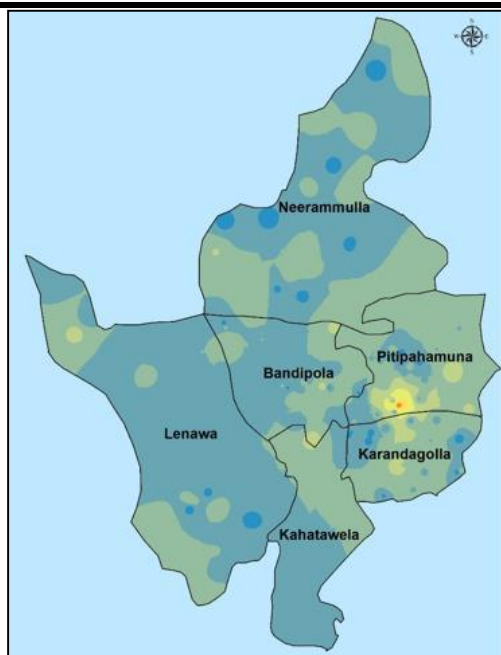 N
W E
S
Neerammulla
Pitipahamuna
Bandipola
Lenawa
Karandagolla
Kahatawela